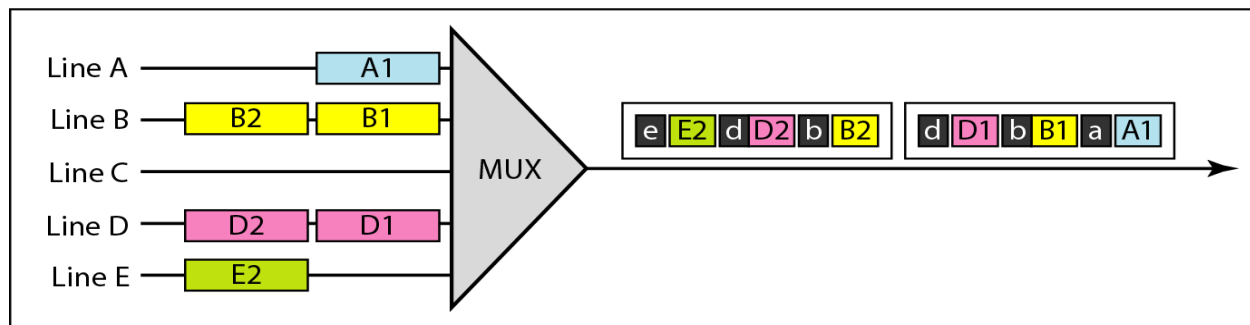 Line A
A1
Line B
B2 B1
Line C
Line D
D2 D1
Line E
E2
MUX
e E2 d D2 b B2
d D1 b B1 a A1